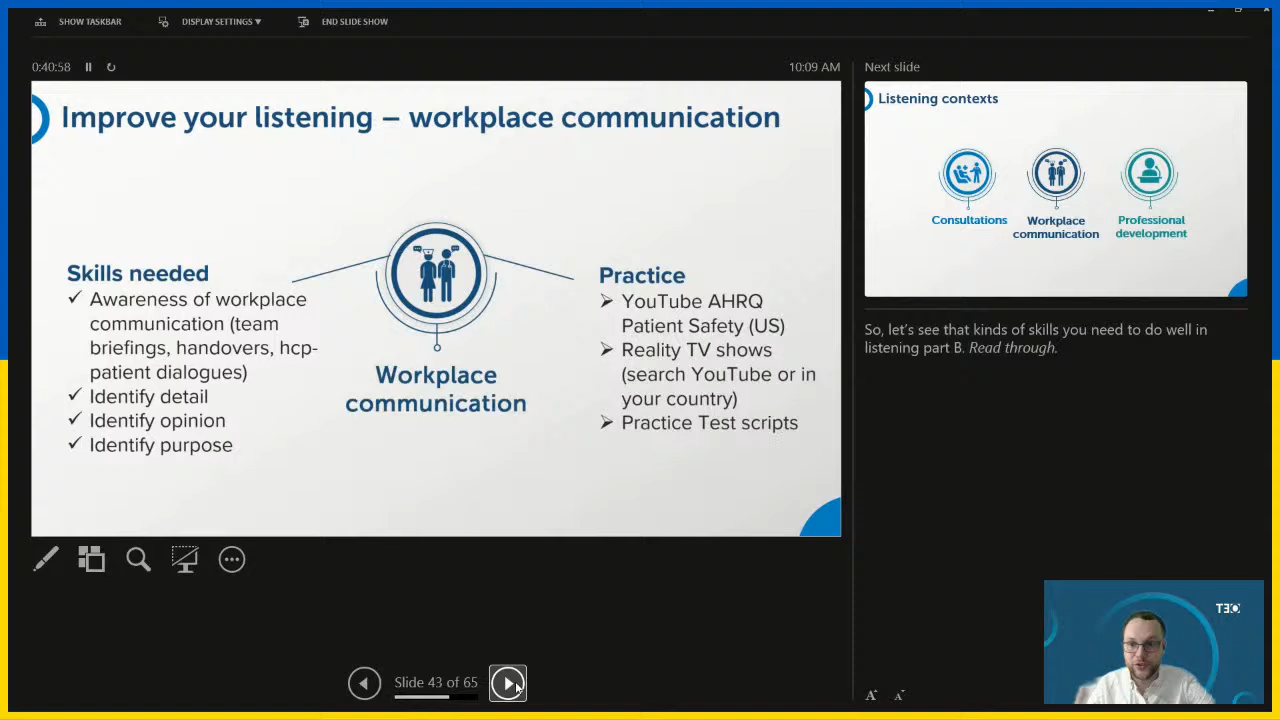 SHOW TASKBAR
DISPLAY SETTINGS ▼
END SLIDE SHOW
0:40:58
10:09 AM
Improve your listening – workplace communication
Skills needed
✓ Awareness of workplace
communication (team
briefings, handovers, hcp-
patient dialogues)
✓ Identify detail
✓ Identify opinion
✓ Identify purpose
Workplace
communication
Practice
➢ YouTube AHRQ
Patient Safety (US)
➢ Reality TV shows
(search YouTube or in
your country)
➢ Practice Test scripts
Slide 43 of 65
Next slide
Listening contexts
Consultations
Workplace
communication
Professional
development
So, let's see that kinds of skills you need to do well in
listening part B. Read through.
A A